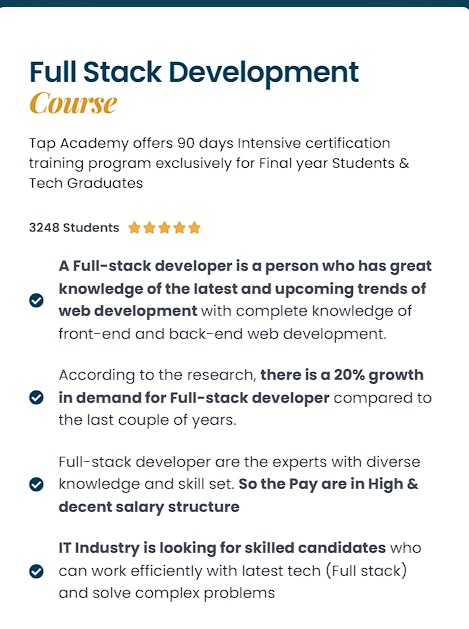 Full Stack Development
Course
Tap Academy offers 90 days Intensive certification
training program exclusively for Final year Students &
Tech Graduates
3248 Students
A Full-stack developer is a person who has great
knowledge of the latest and upcoming trends of
web development with complete knowledge of
front-end and back-end web development.
According to the research, there is a 20% growth
in demand for Full-stack developer compared to
the last couple of years.
Full-stack developer are the experts with diverse
knowledge and skill set. So the Pay are in High &
decent salary structure
IT Industry is looking for skilled candidates who
can work efficiently with latest tech (Full stack)
and solve complex problems